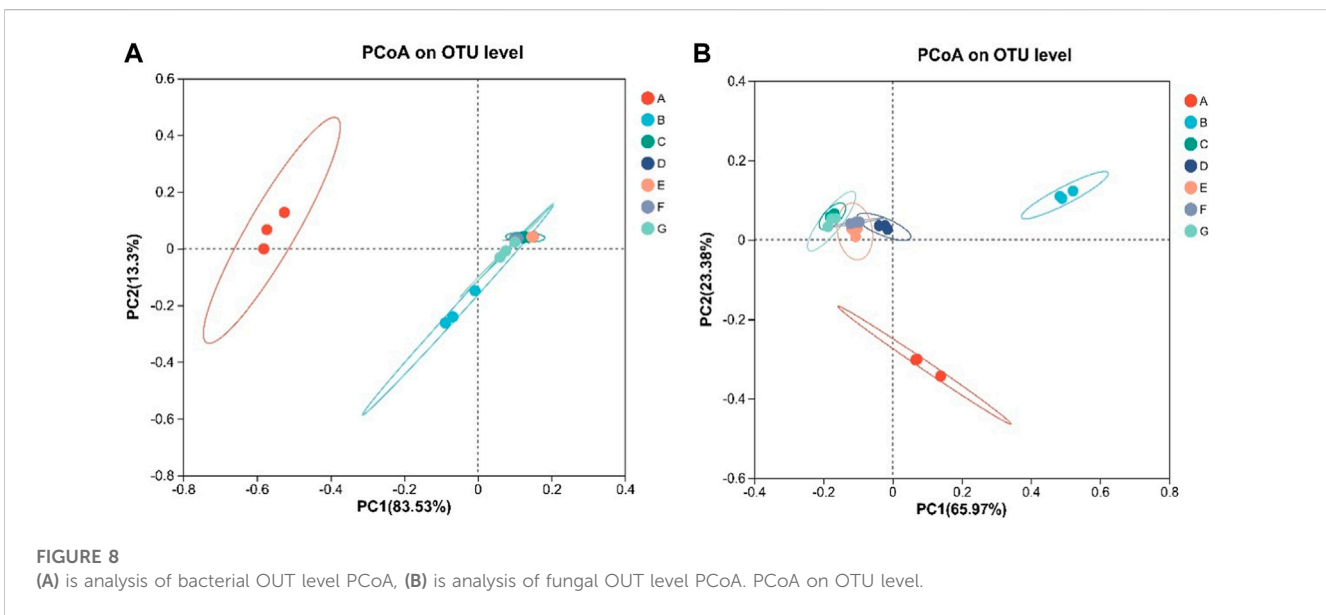 A
PCoA on OTU level
0.6
0.4
0.2
0
-0.2
-0.4
-0.6
-0.8
-0.8
-0.6
-0.4
-0.2
0
0.2
0.4
PC2(13.3%)
PC1(83.53%)
A
B
C
D
E
F
G
B
PCoA on OTU level
0.4
0.2
0
-0.2
-0.4
-0.6
-0.4
-0.2
0
0.2
0.4
0.6
0.8
PC2(23.38%)
PC1(65.97%)
A
B
C
D
E
F
G
FIGURE 8
(A) is analysis of bacterial OUT level PCoA, (B) is analysis of fungal OUT level PCoA. PCoA on OTU level.